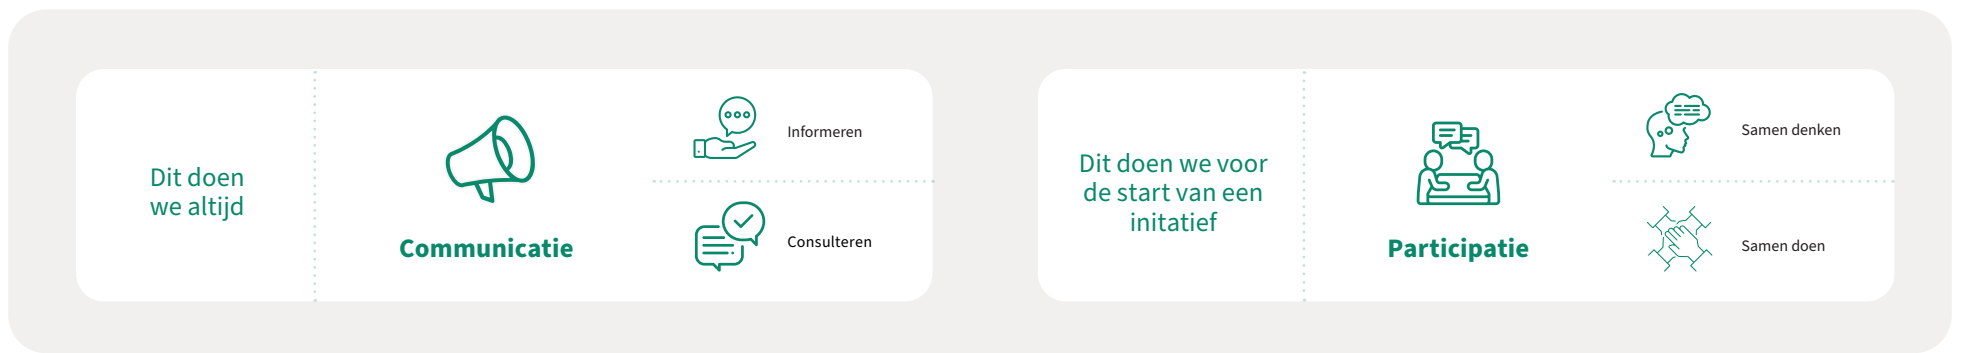 Dit doen
we altijd
Communicatie
Informeren
Consulteren
Dit doen we voor
de start van een
initatief
Participatie
Samen denken
Samen doen